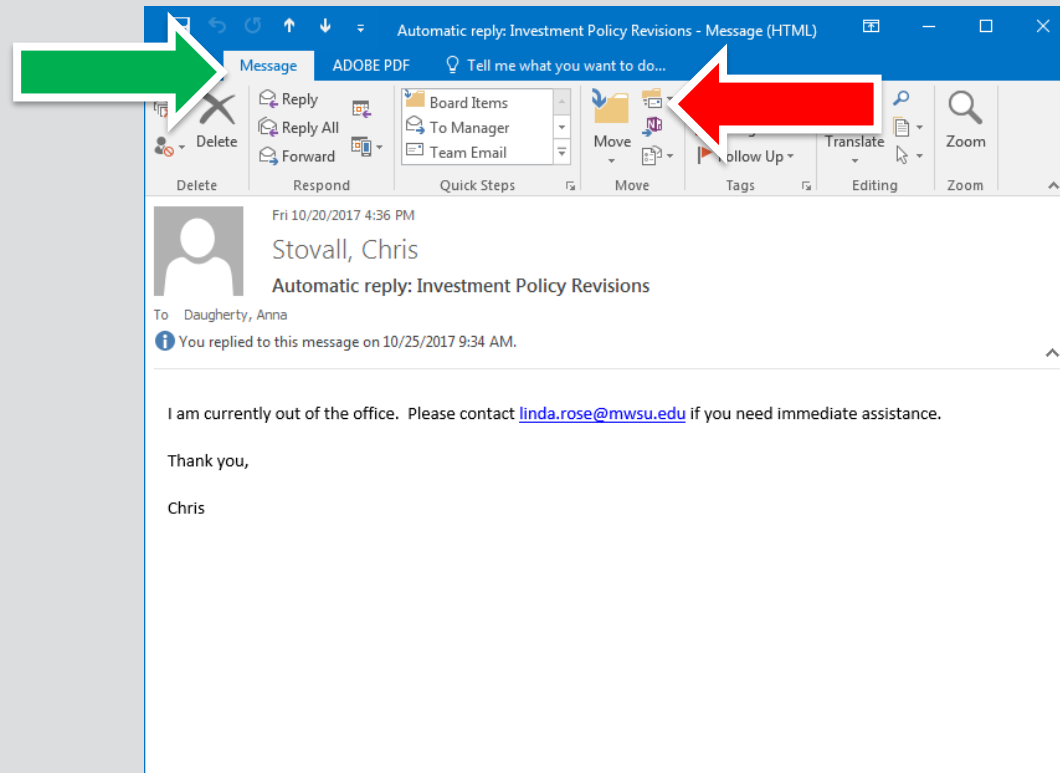 Automatic reply: Investment Policy Revisions - Message (HTML)
Message ADOBE PDF Tell me what you want to do...
Delete
Reply
Reply All
Forward
Board Items
To Manager
Team Email
Move
Follow Up
Translate
Zoom
Delete Respond Quick Steps Move Tags Editing Zoom
Fri 10/20/2017 4:36 PM
Stovall, Chris
Automatic reply: Investment Policy Revisions
To Daugherty, Anna
You replied to this message on 10/25/2017 9:34 AM.
I am currently out of the office. Please contact linda.rose@mwsu.edu if you need immediate assistance.
Thank you,
Chris